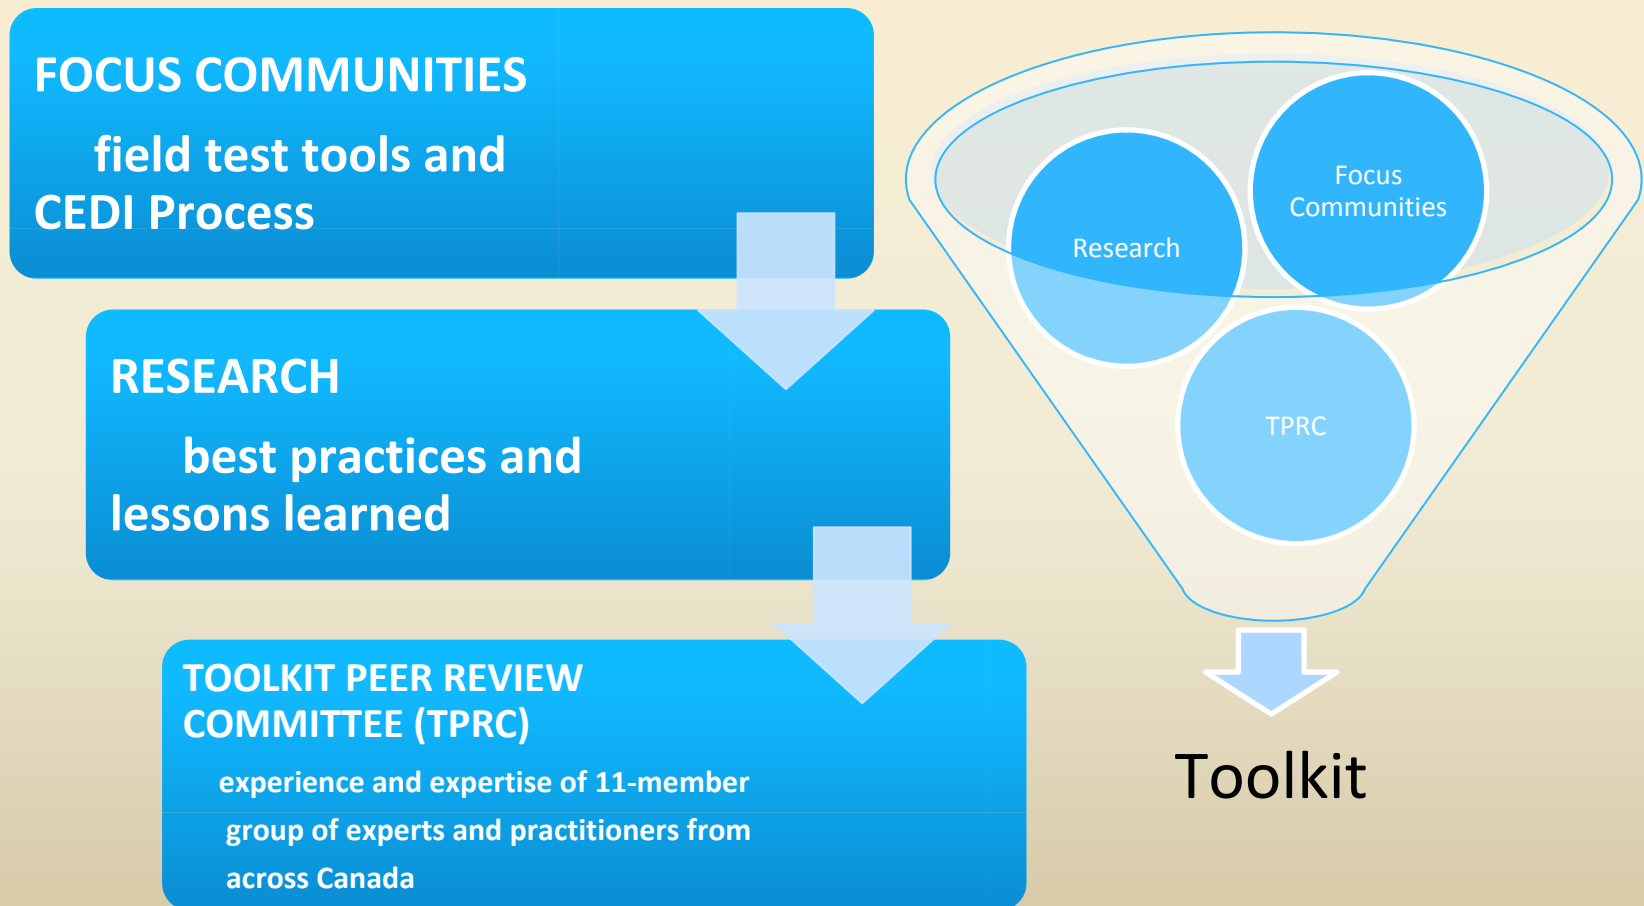 FOCUS COMMUNITIES
field test tools and
CEDI Process
RESEARCH
best practices and
lessons learned
TOOLKIT PEER REVIEW
COMMITTEE (TPRC)
experience and expertise of 11-member
group of experts and practitioners from
across Canada
Focus
Communities
Research
TPRC
Toolkit